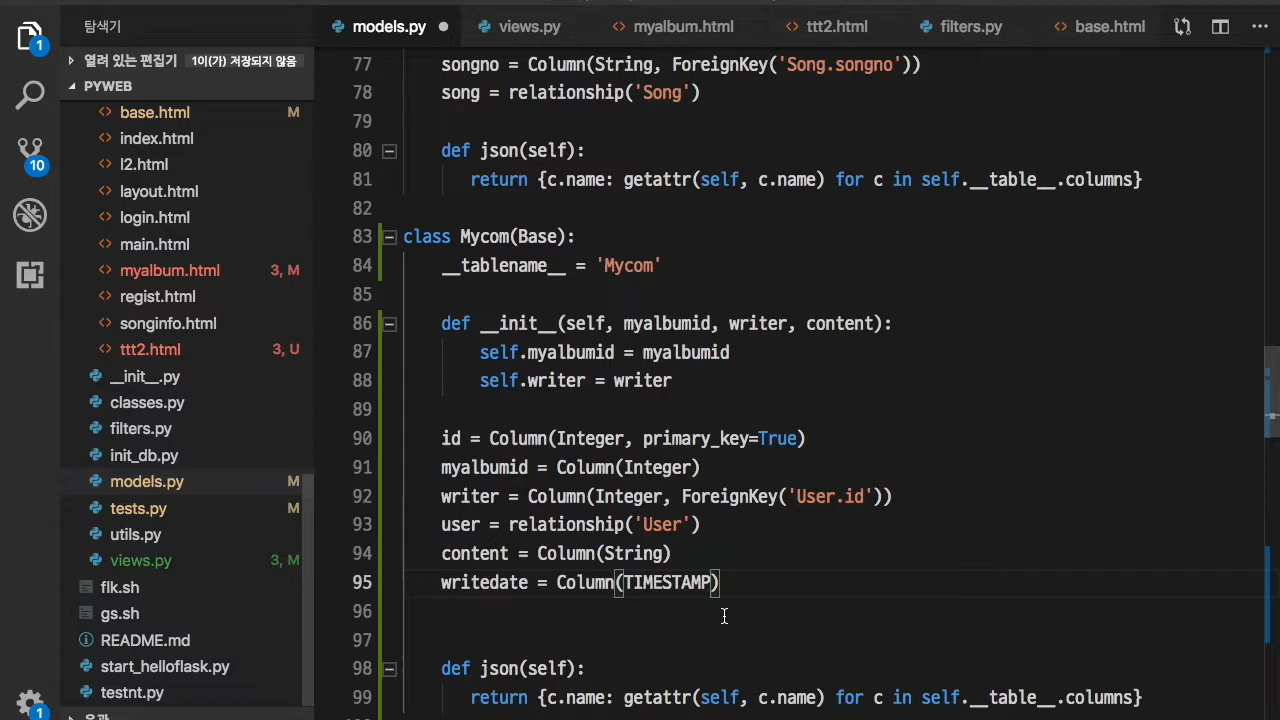 탐색기
models.py
views.py
myalbum.html
ttt2.html
filters.py
base.html
1
10
1
열려 있는 편집기 1이(가) 저장되지 않음
PYWEB
base.html M
index.html
l2.html
layout.html
login.html
main.html
myalbum.html 3, M
regist.html
songinfo.html
ttt2.html 3, U
__init__.py
classes.py
filters.py
init_db.py
models.py M
tests.py M
utils.py
views.py 3, M
flk.sh
gs.sh
README.md
start_helloflask.py
testnt.py
77 songno = Column(String, ForeignKey('Song.songno'))
78 song = relationship('Song')
79
80 def json(self):
81 return {c.name: getattr(self, c.name) for c in self.__table__.columns}
82
83 class Mycom(Base):
84 __tablename__ = 'Mycom'
85
86 def __init__(self, myalbumid, writer, content):
87 self.myalbumid = myalbumid
88 self.writer = writer
89
90 id = Column(Integer, primary_key=True)
91 myalbumid = Column(Integer)
92 writer = Column(Integer, ForeignKey('User.id'))
93 user = relationship('User')
94 content = Column(String)
95 writedate = Column(TIMESTAMP)
96
97
98 def json(self):
99 return {c.name: getattr(self, c.name) for c in self.__table__.columns}